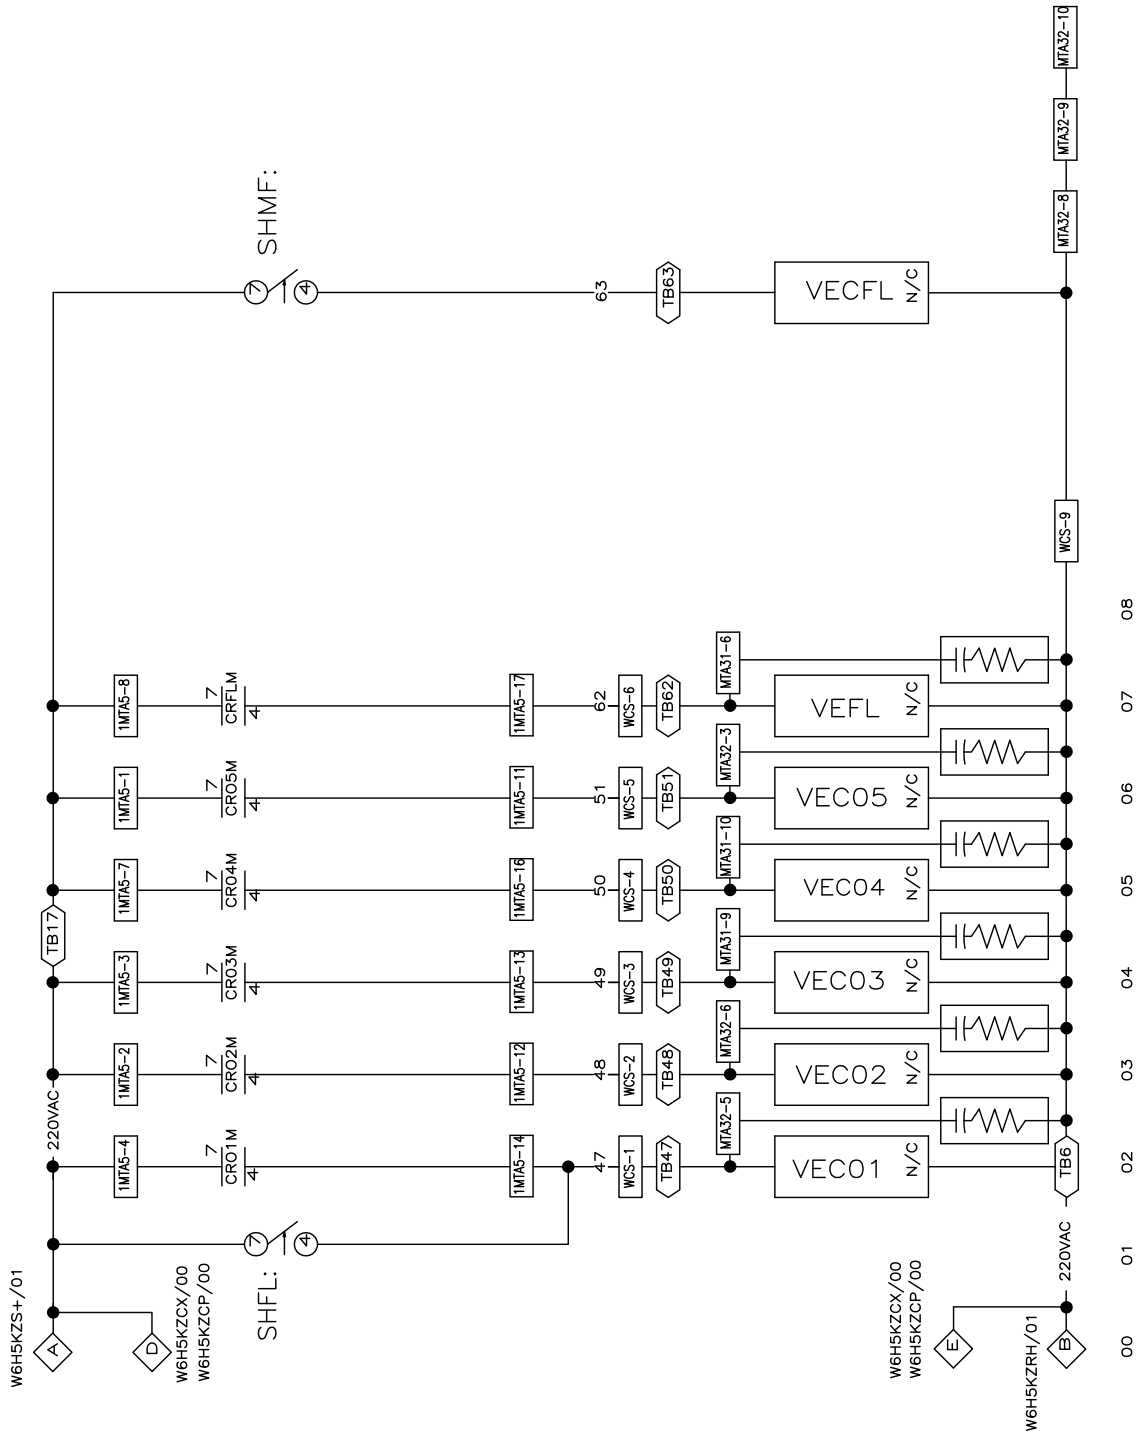 W6H5KZS+/01
A
D
W6H5KZCX/00
W6H5KZCP/00
220VAC
TB17
SHFL:
7
4
1MTA5-4
7
CR01M
4
1MTA5-14
47
WCS-1
TB47
MTA32-5
VEC01
N/C
1MTA5-2
7
CR02M
4
1MTA5-12
48
WCS-2
TB48
MTA32-6
VEC02
N/C
1MTA5-3
7
CR03M
4
1MTA5-13
49
WCS-3
TB49
MTA31-9
VEC03
N/C
1MTA5-7
7
CR04M
4
1MTA5-16
50
WCS-4
TB50
MTA31-10
VEC04
N/C
1MTA5-1
7
CR05M
4
1MTA5-11
51
WCS-5
TB51
MTA32-3
VEC05
N/C
1MTA5-8
7
CRFLM
4
1MTA5-17
62
WCS-6
TB62
MTA31-6
VEFL
N/C
SHMF:
7
4
63
TB63
VECFL
N/C
W6H5KZCX/00
W6H5KZCP/00
E
W6H5KZRH/01
B
220VAC
TB6
WCS-9
MTA32-8
MTA32-9
MTA32-10
00
01
02
03
04
05
06
07
08